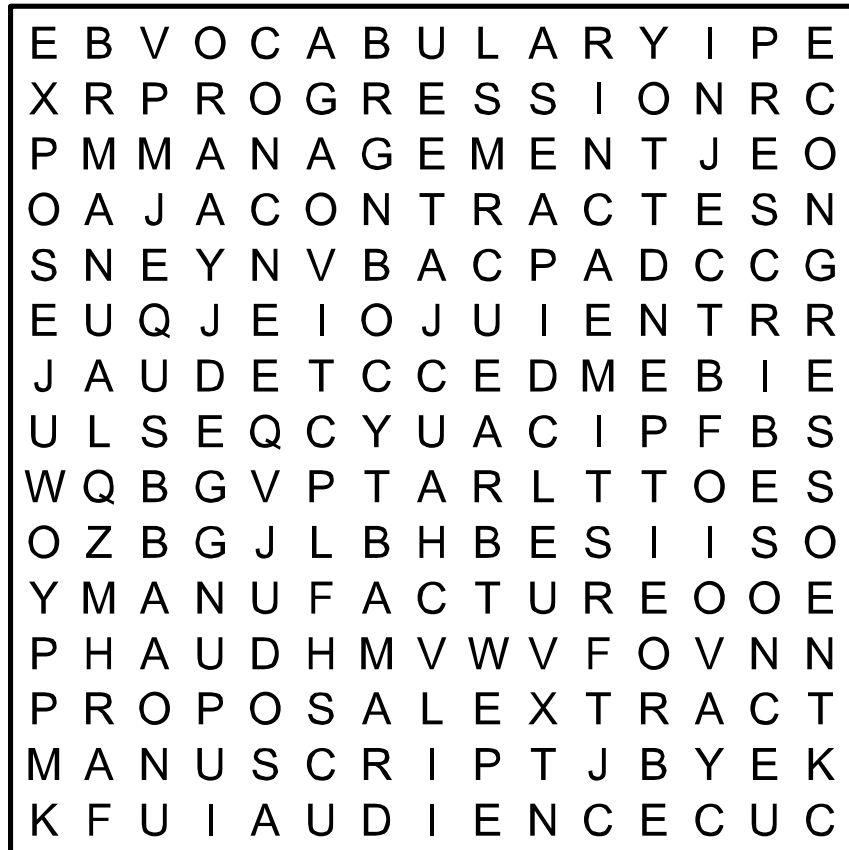 E B V O C A B U L A R Y I P E
X R P R O G R E S S I O N R C
P M M A N A G E M E N T J E O
O A J A C O N T R A C T E S N
S N E Y N V B A C P A D C C G
E U Q J E I O J U I E N T R R
J A U D E T C C E D M E B I E
U L S E Q C Y U A C I P F B S
W Q B G V P T A R L T T O E S
O Z B G J L B H B E S I I S O
Y M A N U F A C T U R E O O E
P H A U D H M V W V F O V N N
P R O P O S A L E X T R A C T
M A N U S C R I P T J B Y E K
K F U I A U D I E N C E C U C